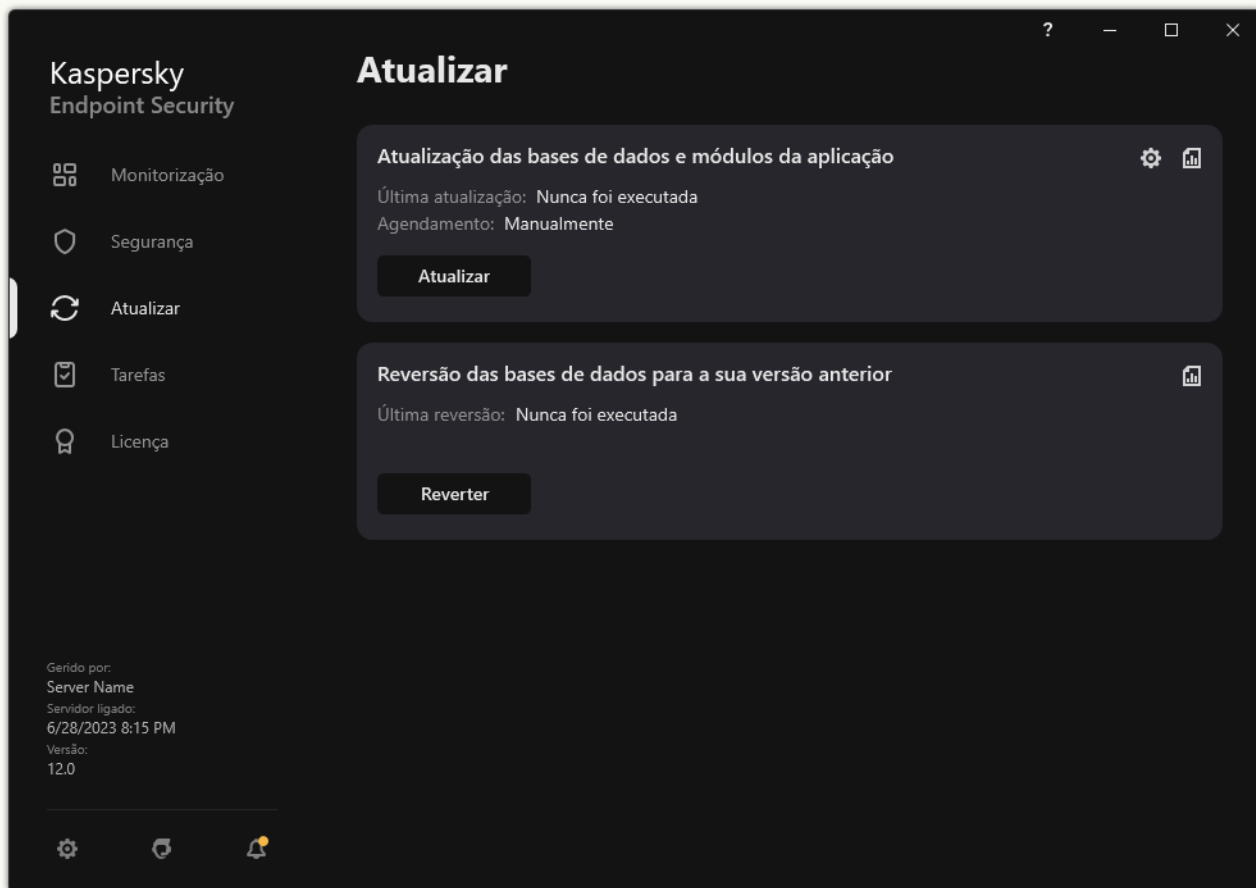 ?
Kaspersky
Endpoint Security
Monitorização
Segurança
Atualizar
Tarefas
Licença
Gerido por:
Server Name
Servidor ligado:
6/28/2023 8:15 PM
Versão:
12.0
Atualizar
Atualização das bases de dados e módulos da aplicação
Última atualização: Nunca foi executada
Agendamento: Manualmente
Atualizar
Reversão das bases de dados para a sua versão anterior
Última reversão: Nunca foi executada
Reverter